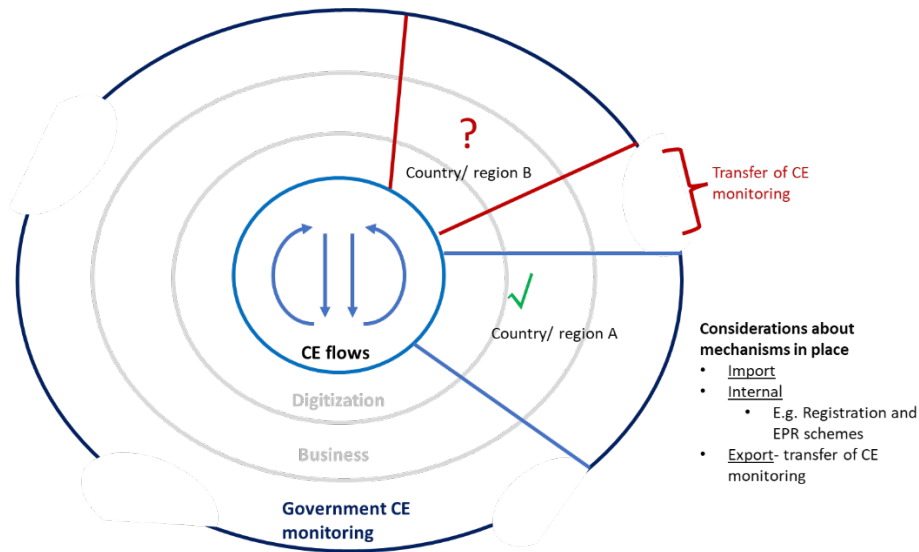 ?
Country/ region B
Transfer of CE
monitoring
√
Country/ region A
CE flows
Digitization
Business
Government CE
monitoring
Considerations about
mechanisms in place
• Import
• Internal
• E.g. Registration and
EPR schemes
• Export- transfer of CE
monitoring